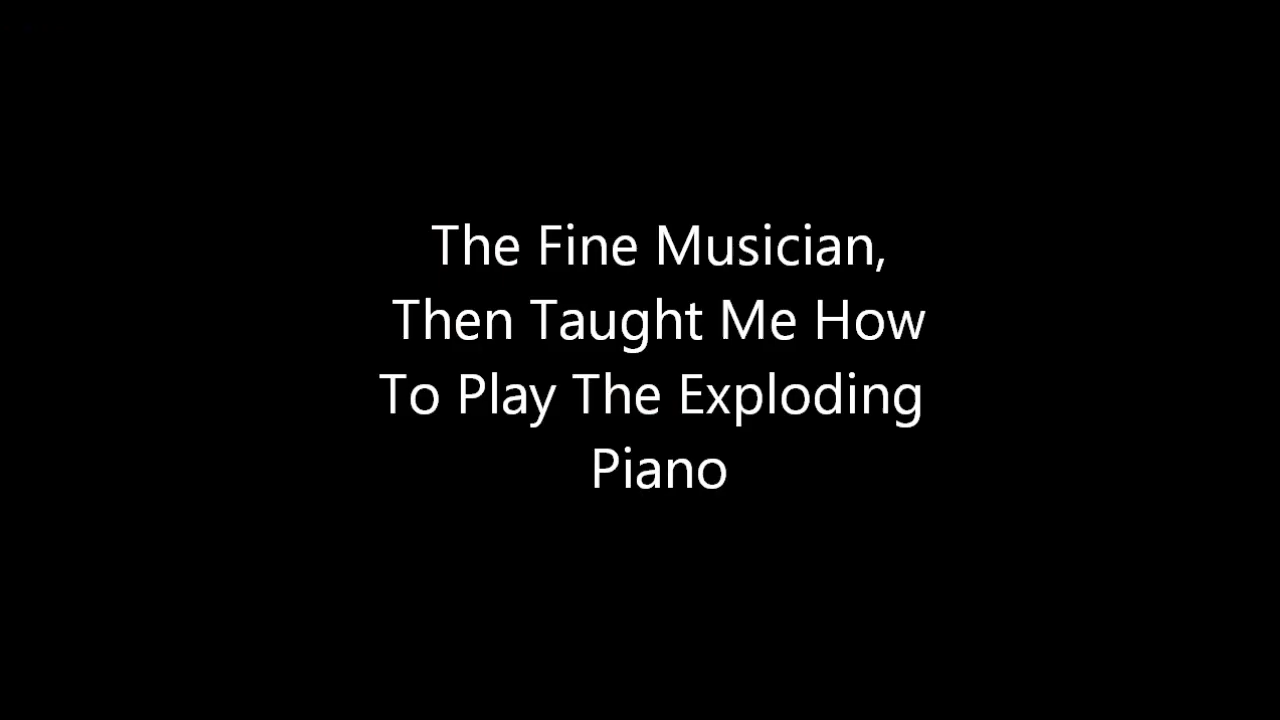 The Fine Musician,
Then Taught Me How
To Play The Exploding
Piano